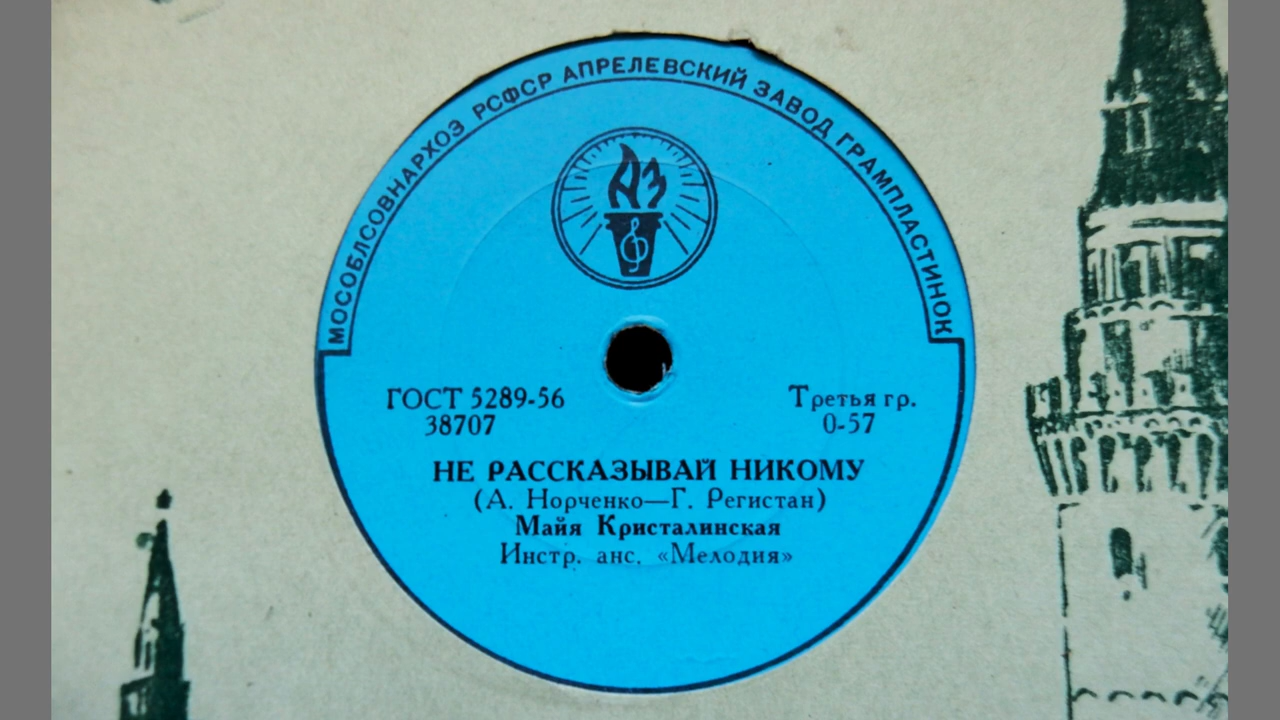 МОСОБЛСОВНАРХОЗ РСФСР АПРЕЛЕВСКИЙ ЗАВОД ГРАМПЛАСТИНОК
АЗ
ГОСТ 5289-56
38707
Третья гр.
0-57
НЕ РАССКАЗЫВАЙ НИКОМУ
(А. Норченко—Г. Регистан)
Майя Кристалинская
Инстр. анс. «Мелодия»